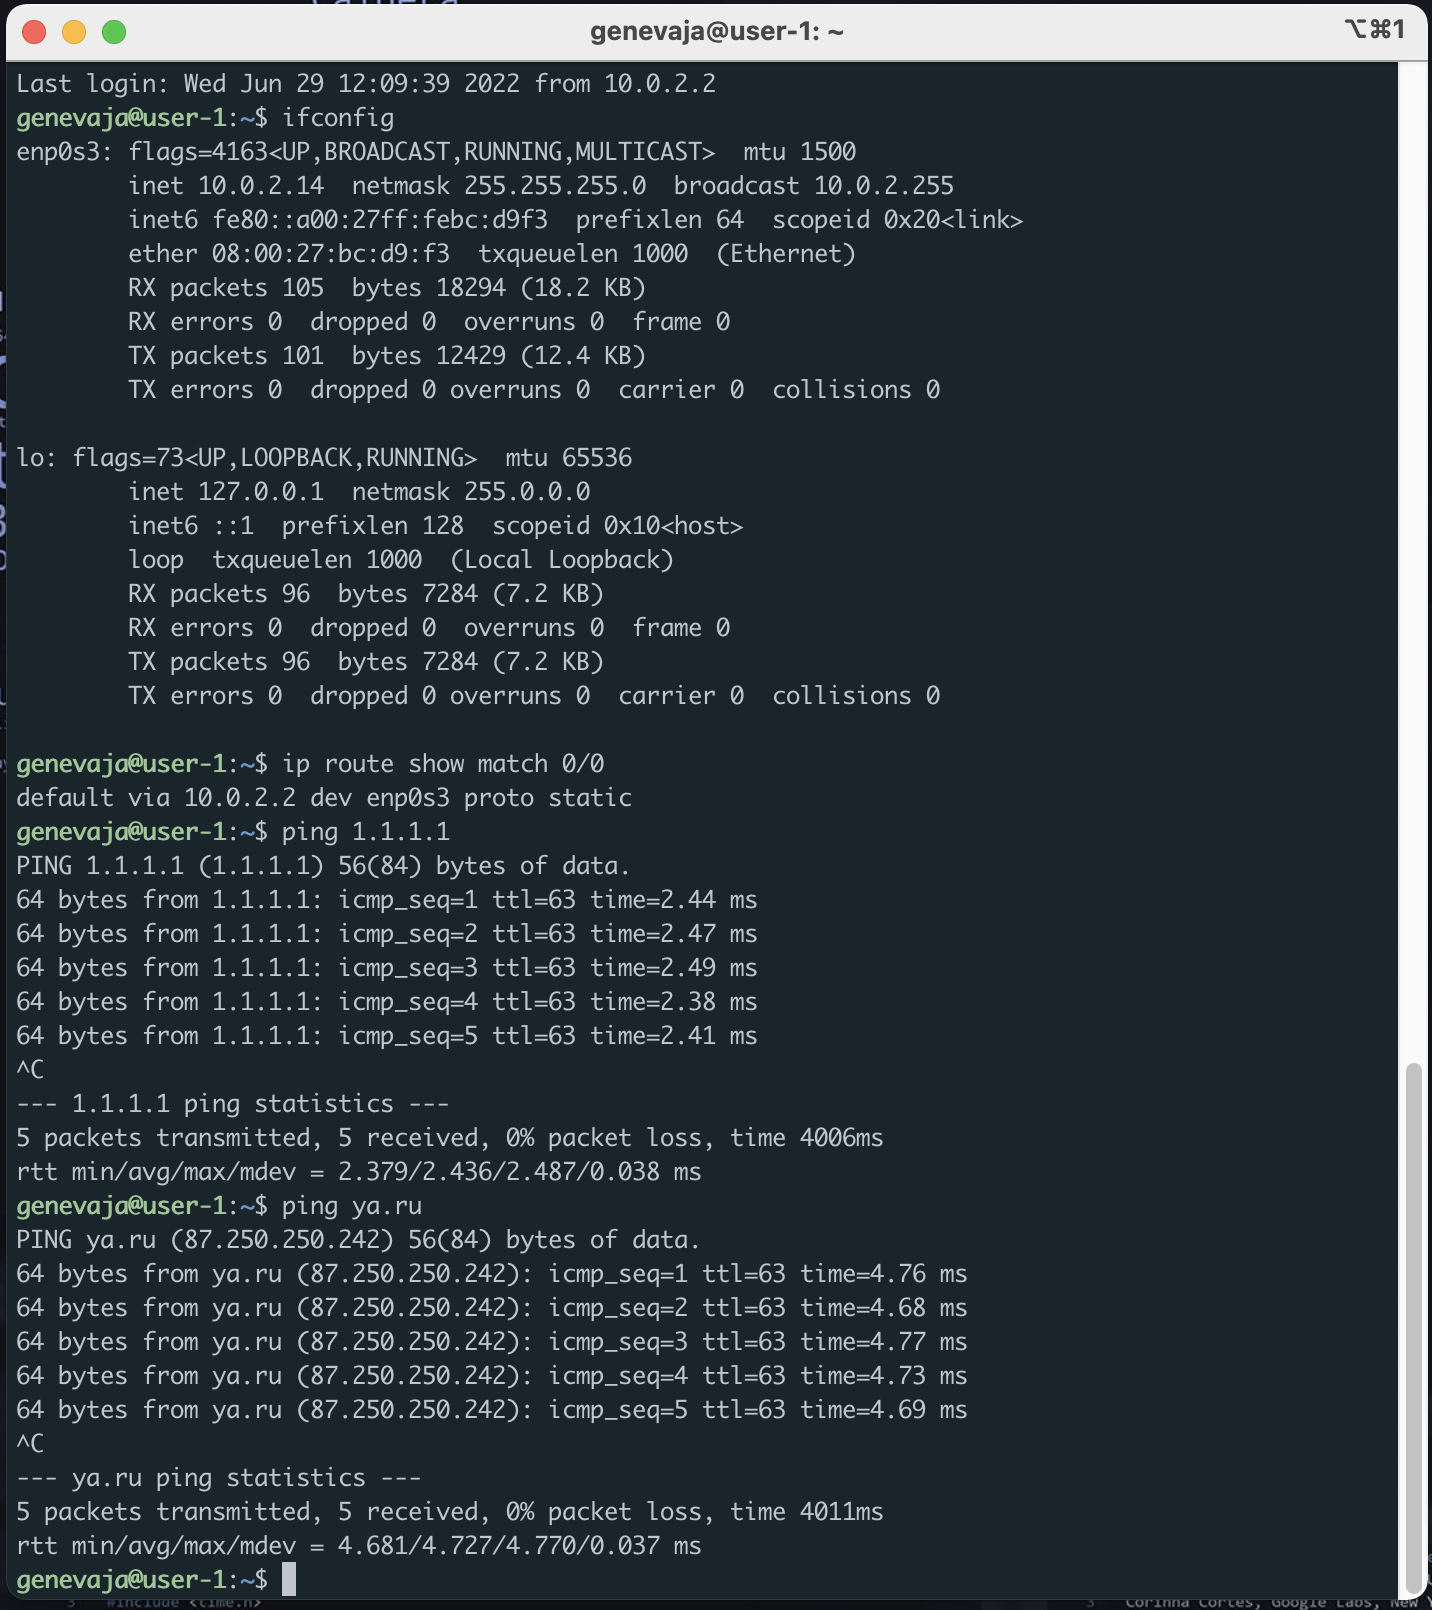 genevaja@user-1: ~
⌥⌘1
Last login: Wed Jun 29 12:09:39 2022 from 10.0.2.2
genevaja@user-1:~$ ifconfig
enp0s3: flags=4163<UP,BROADCAST,RUNNING,MULTICAST>  mtu 1500
        inet 10.0.2.14  netmask 255.255.255.0  broadcast 10.0.2.255
        inet6 fe80::a00:27ff:febc:d9f3  prefixlen 64  scopeid 0x20<link>
        ether 08:00:27:bc:d9:f3  txqueuelen 1000  (Ethernet)
        RX packets 105  bytes 18294 (18.2 KB)
        RX errors 0  dropped 0  overruns 0  frame 0
        TX packets 101  bytes 12429 (12.4 KB)
        TX errors 0  dropped 0 overruns 0  carrier 0  collisions 0

lo: flags=73<UP,LOOPBACK,RUNNING>  mtu 65536
        inet 127.0.0.1  netmask 255.0.0.0
        inet6 ::1  prefixlen 128  scopeid 0x10<host>
        loop  txqueuelen 1000  (Local Loopback)
        RX packets 96  bytes 7284 (7.2 KB)
        RX errors 0  dropped 0  overruns 0  frame 0
        TX packets 96  bytes 7284 (7.2 KB)
        TX errors 0  dropped 0 overruns 0  carrier 0  collisions 0

genevaja@user-1:~$ ip route show match 0/0
default via 10.0.2.2 dev enp0s3 proto static
genevaja@user-1:~$ ping 1.1.1.1
PING 1.1.1.1 (1.1.1.1) 56(84) bytes of data.
64 bytes from 1.1.1.1: icmp_seq=1 ttl=63 time=2.44 ms
64 bytes from 1.1.1.1: icmp_seq=2 ttl=63 time=2.47 ms
64 bytes from 1.1.1.1: icmp_seq=3 ttl=63 time=2.49 ms
64 bytes from 1.1.1.1: icmp_seq=4 ttl=63 time=2.38 ms
64 bytes from 1.1.1.1: icmp_seq=5 ttl=63 time=2.41 ms
^C
--- 1.1.1.1 ping statistics ---
5 packets transmitted, 5 received, 0% packet loss, time 4006ms
rtt min/avg/max/mdev = 2.379/2.436/2.487/0.038 ms
genevaja@user-1:~$ ping ya.ru
PING ya.ru (87.250.250.242) 56(84) bytes of data.
64 bytes from ya.ru (87.250.250.242): icmp_seq=1 ttl=63 time=4.76 ms
64 bytes from ya.ru (87.250.250.242): icmp_seq=2 ttl=63 time=4.68 ms
64 bytes from ya.ru (87.250.250.242): icmp_seq=3 ttl=63 time=4.77 ms
64 bytes from ya.ru (87.250.250.242): icmp_seq=4 ttl=63 time=4.73 ms
64 bytes from ya.ru (87.250.250.242): icmp_seq=5 ttl=63 time=4.69 ms
^C
--- ya.ru ping statistics ---
5 packets transmitted, 5 received, 0% packet loss, time 4011ms
rtt min/avg/max/mdev = 4.681/4.727/4.770/0.037 ms
genevaja@user-1:~$
3 #include <time.h>
3 Corinna Cortes, Google Labs, New